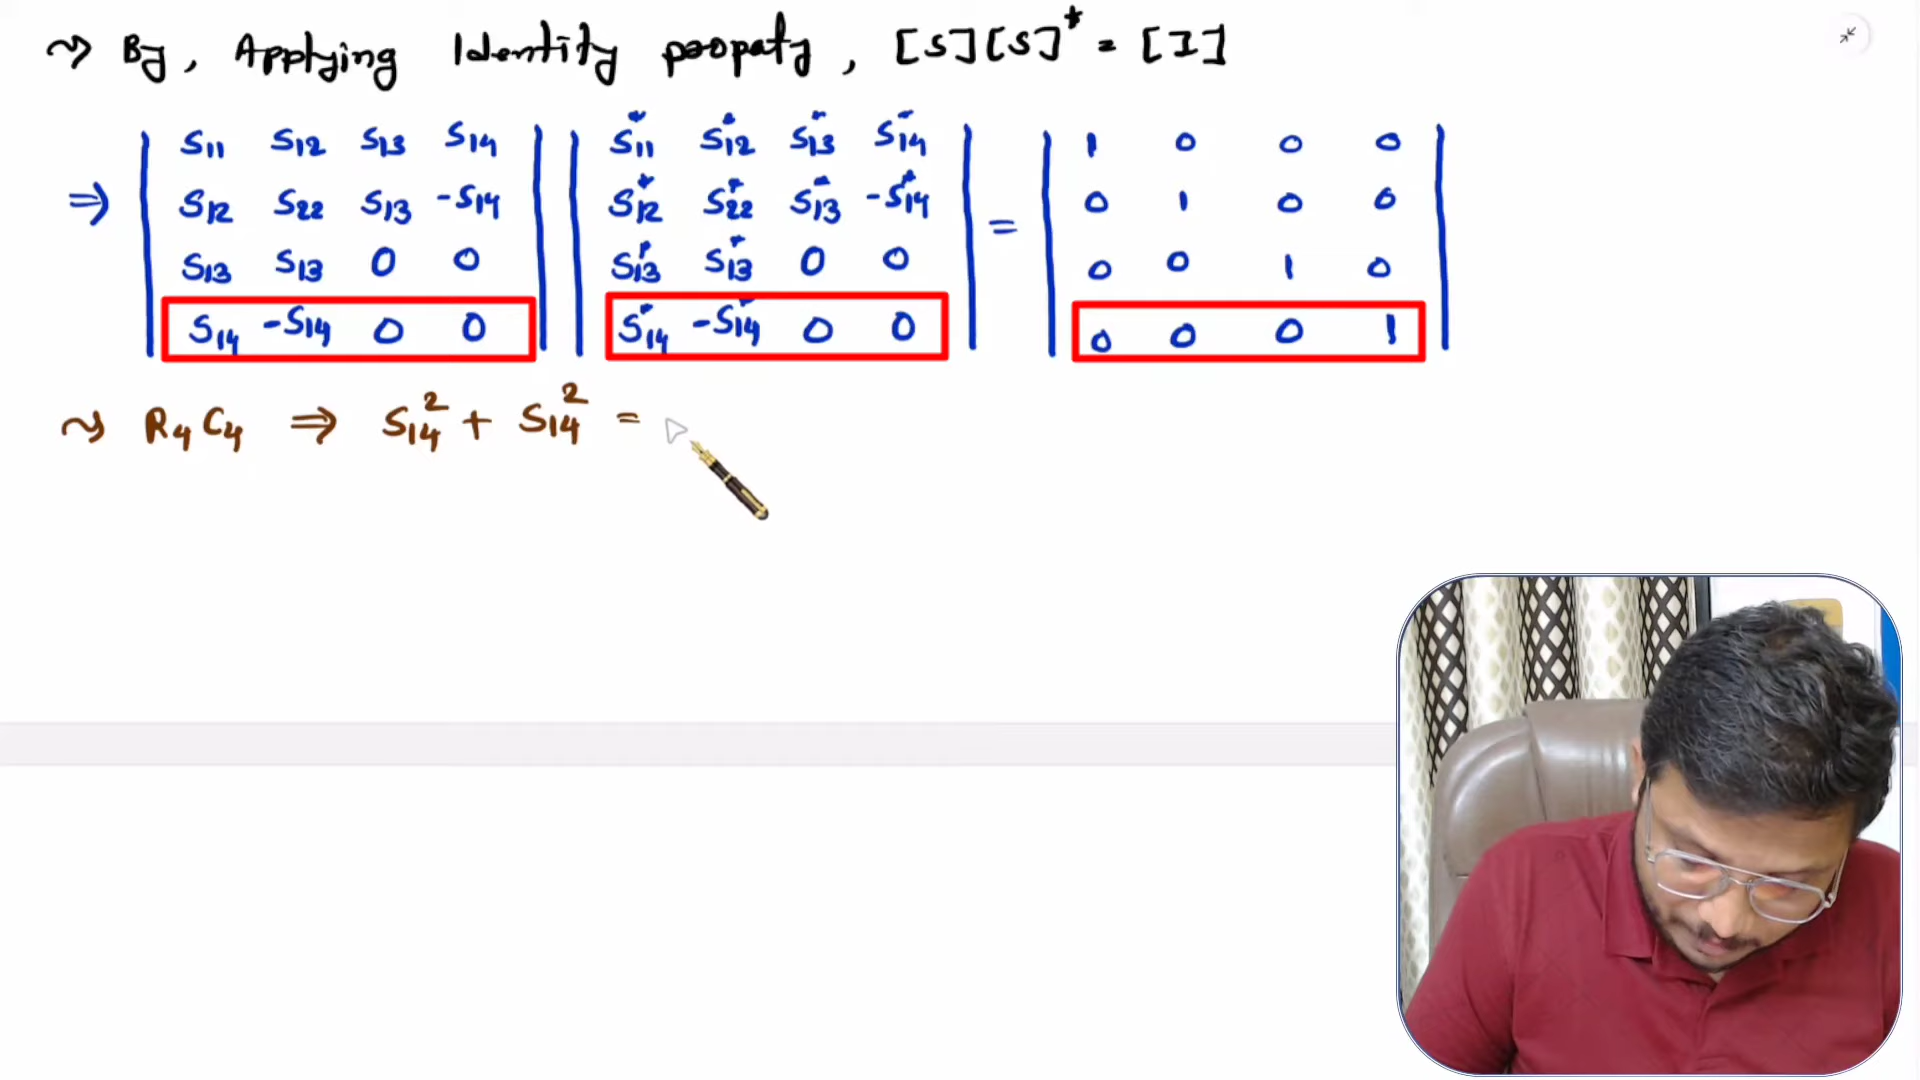 ~> By, Applying Identity propaty, [S][S]* = [I]
⇒ | S11 S12 S13 S14 | | S11* S12* S13* S14* | = | 1 0 0 0 |
| S12 S22 S13 -S14 | | S12* S22* S13* -S14* | | 0 1 0 0 |
| S13 S13 0 0 | | S13* S13* 0 0 | | 0 0 1 0 |
| S14 -S14 0 0 | | S14* -S14* 0 0 | | 0 0 0 1 |
~> R4 C4 ⇒ S14² + S14² =